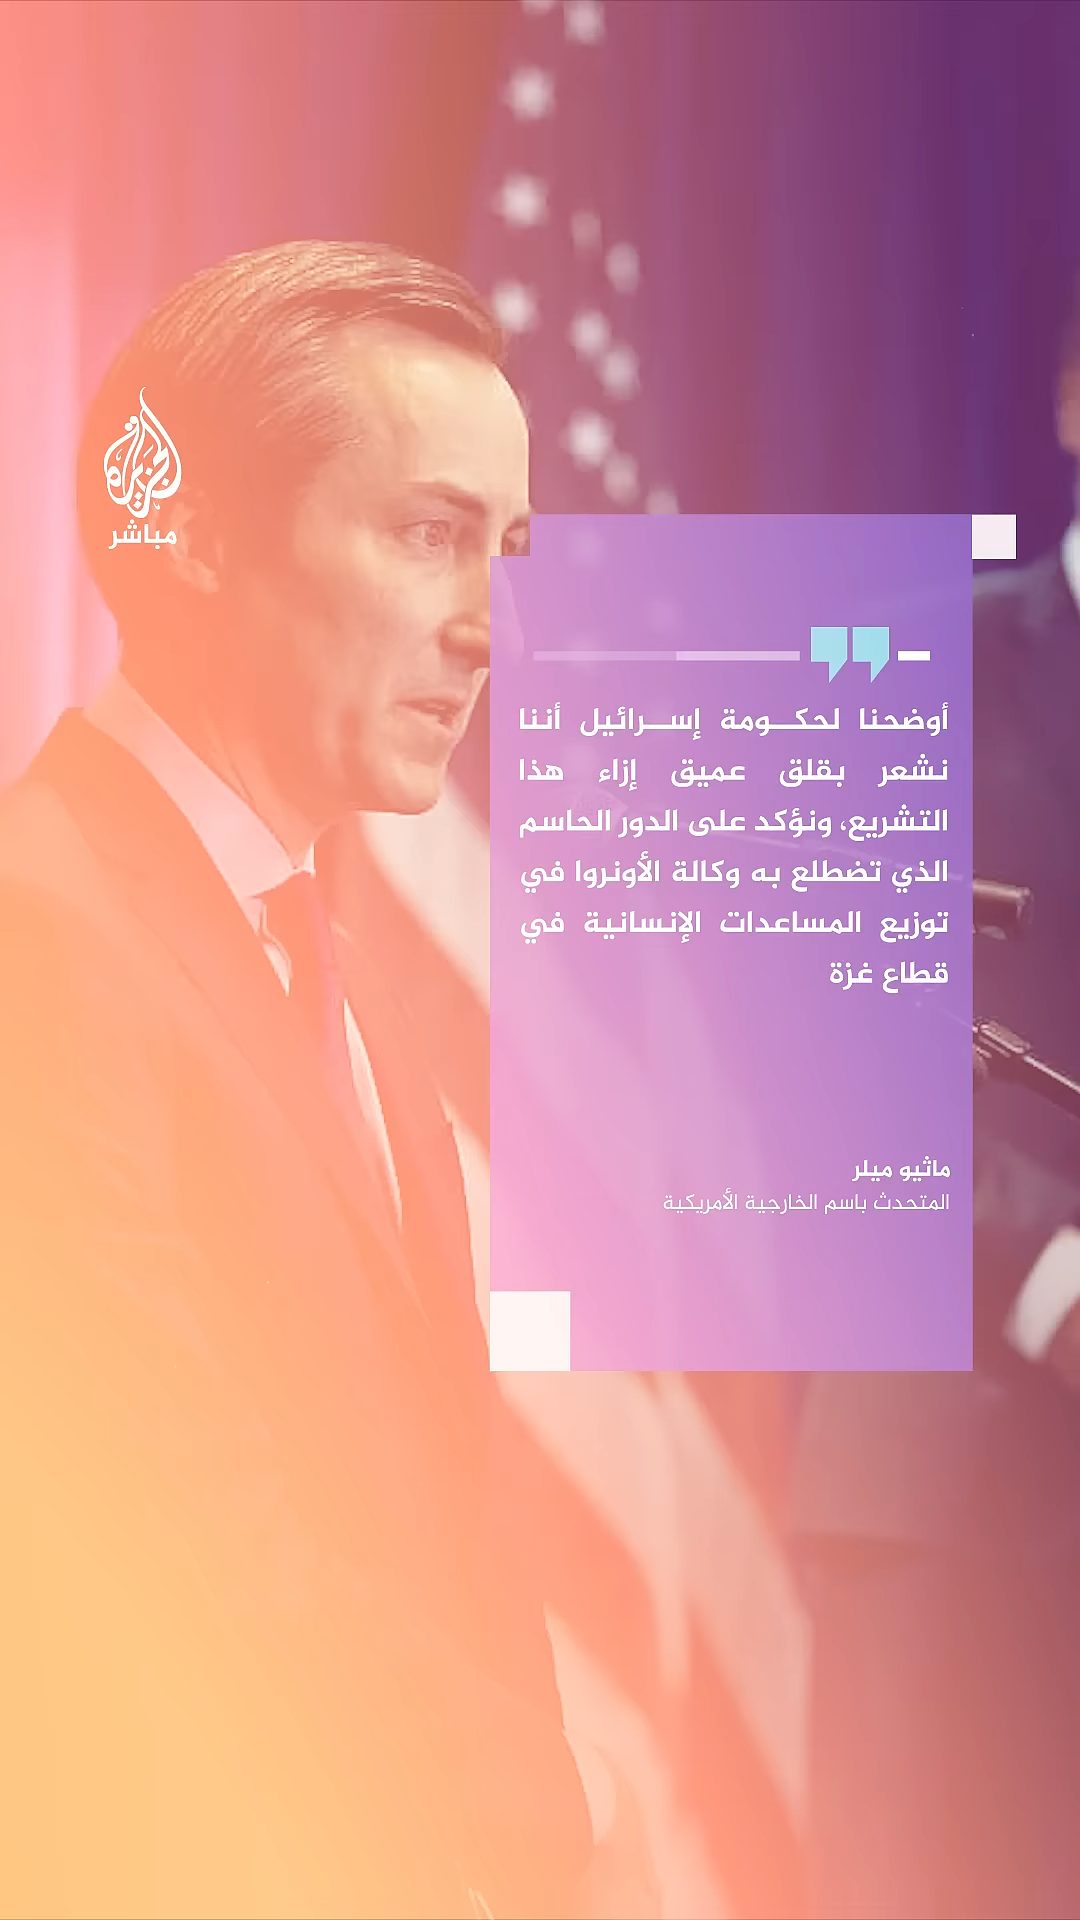 الجزيرة
مباشر
أوضحنا لحكـــومة إســـرائيل أننا
نشعر بقلق عميق إزاء هذا
التشريع، ونؤكد على الدور الحاسم
الذي تضطلع به وكالة الأونروا في
توزيع المساعدات الإنسانية في
قطاع غزة
ماثيو ميلر
المتحدث باسم الخارجية الأمريكية